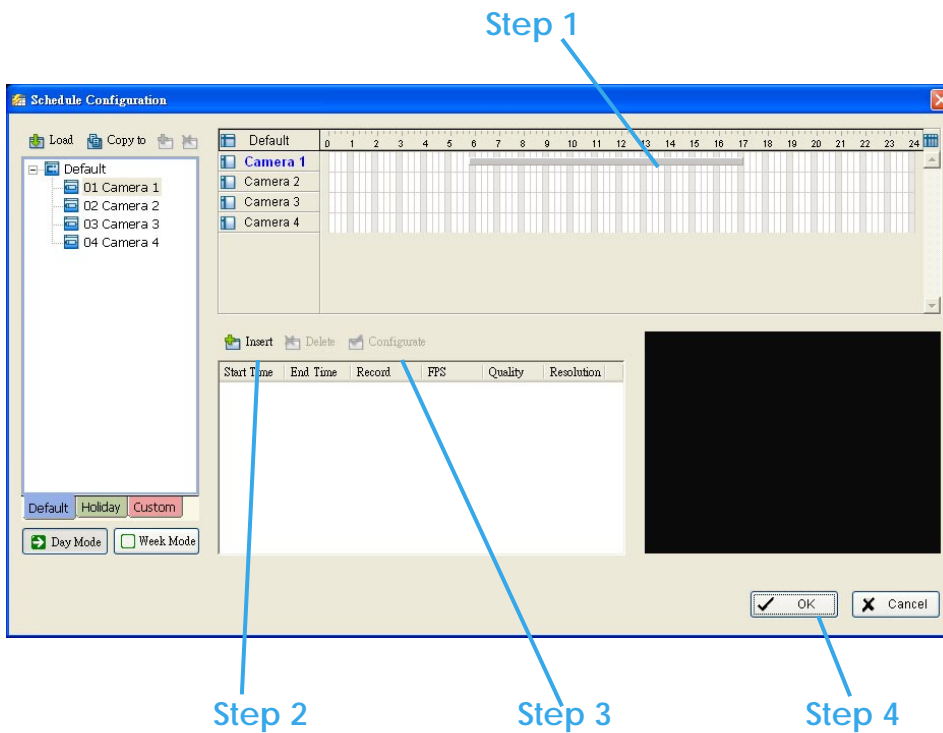 Step 1
Schedule Configuration
Load Copy to
Default
01 Camera 1
02 Camera 2
03 Camera 3
04 Camera 4
Default Holiday Custom
Day Mode Week Mode
Default 0 1 2 3 4 5 6 7 8 9 10 11 12 13 14 15 16 17 18 19 20 21 22 23 24
Camera 1
Camera 2
Camera 3
Camera 4
Insert Delete Configurate
Start Time End Time Record FPS Quality Resolution
OK Cancel
Step 2 Step 3 Step 4